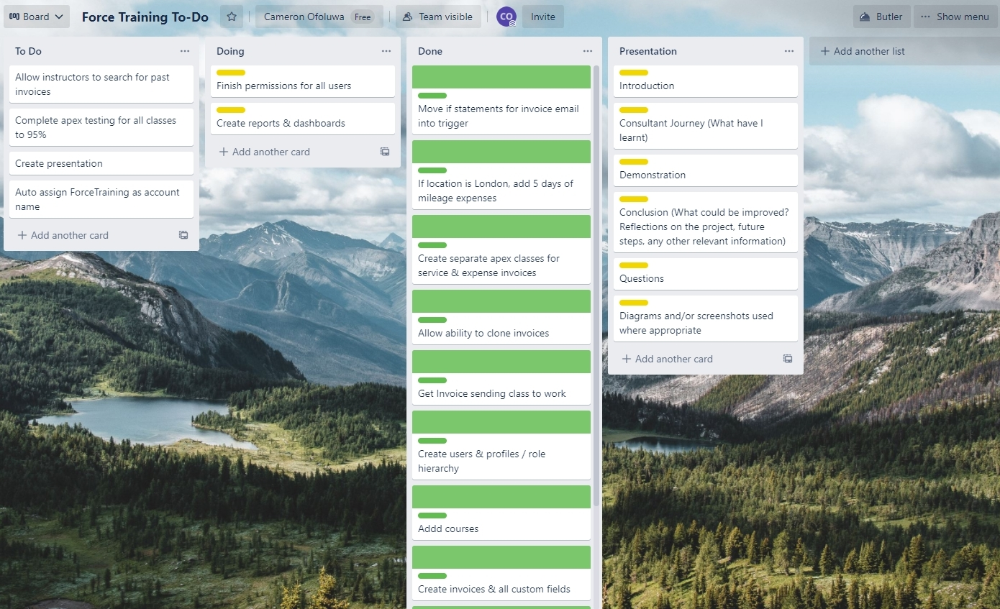 Board
Force Training To-Do
Cameron Ofoluwa
Free
Team visible
CO
Invite
Butler
Show menu
To Do
Allow instructors to search for past
invoices
Complete apex testing for all classes
to 95%
Create presentation
Auto assign ForceTraining as account
name
+ Add another card
Doing
Finish permissions for all users
Create reports & dashboards
+ Add another card
Done
Move if statements for invoice email
into trigger
If location is London, add 5 days of
mileage expenses
Create separate apex classes for
service & expense invoices
Allow ability to clone invoices
Get Invoice sending class to work
Create users & profiles / role
hierarchy
Addd courses
Create invoices & all custom fields
Presentation
Introduction
Consultant Journey (What have I
learnt)
Demonstration
Conclusion (What could be improved?
Reflections on the project, future
steps, any other relevant information)
Questions
Diagrams and/or screenshots used
where appropriate
+ Add another card
+ Add another list